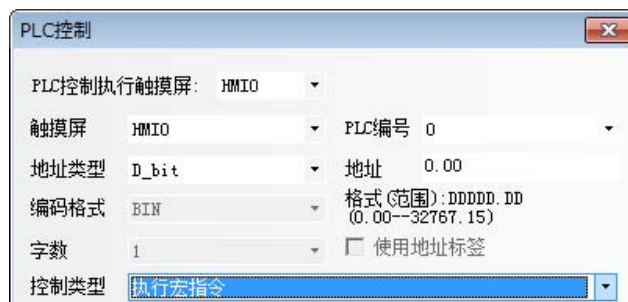 PLC控制
PLC控制执行触摸屏: HMI0
触摸屏 HMI0 PLC编号 0
地址类型 D_bit 地址 0.00
编码格式 BIN 格式(范围):DDDDD.DD
(0.00--32767.15)
字数 1 使用地址标签
控制类型 执行宏指令